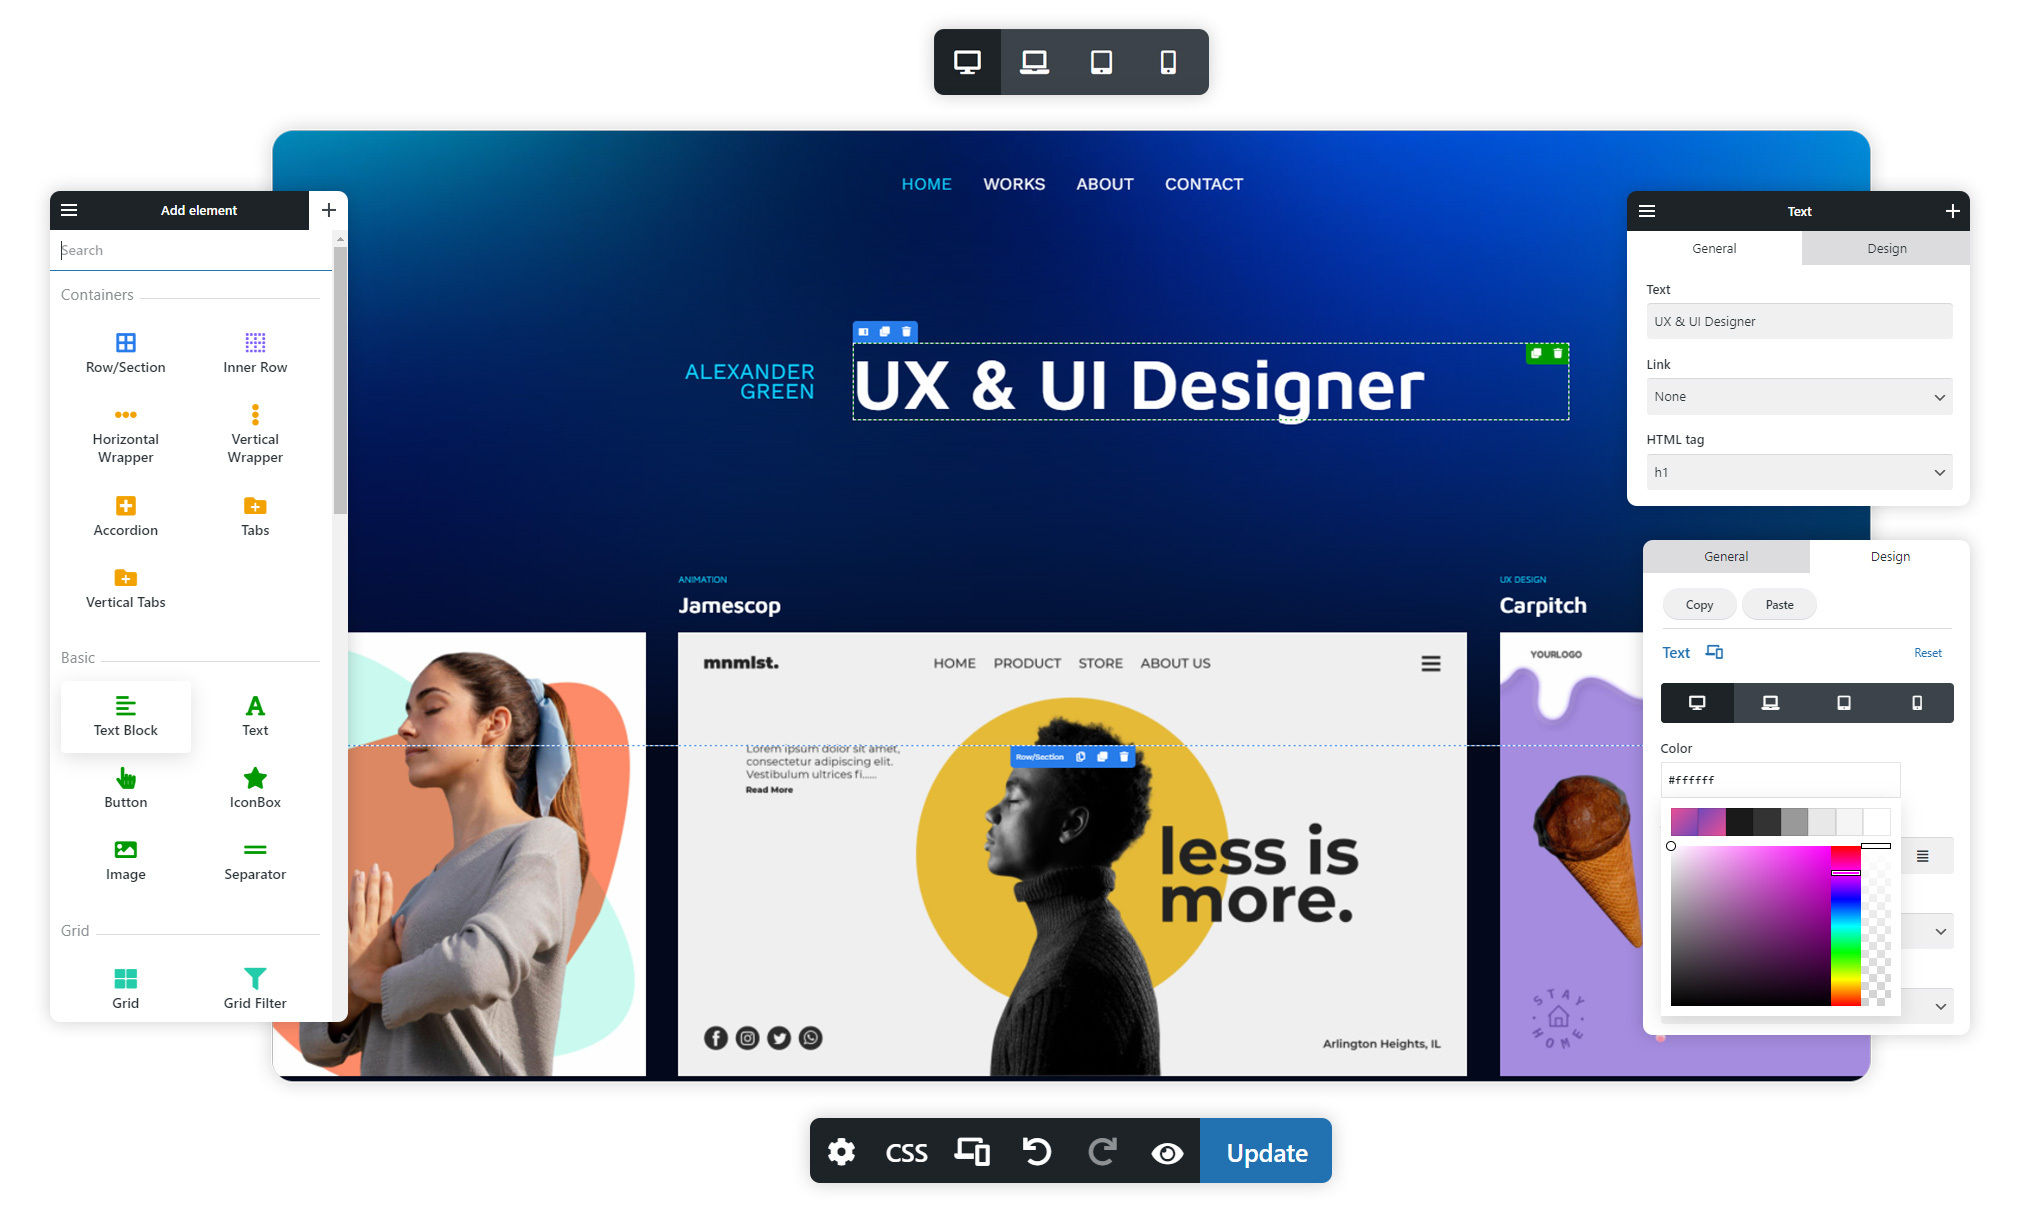 HOME WORKS ABOUT CONTACT
Add element
Search
Containers
Row/Section
Inner Row
Horizontal
Wrapper
Vertical
Wrapper
Accordion
Tabs
Vertical Tabs
Basic
Text Block
Text
Button
IconBox
Image
Separator
Grid
Grid
Grid Filter
ALEXANDER
GREEN
UX & UI Designer
ANIMATION
Jamescop
mnmlst.
HOME PRODUCT STORE ABOUT US
Lorem ipsum dolor sit amet,
consectetur adipiscing elit.
Vestibulum ultrices fi......
Read More
Row/Section
less is
more.
Arlington Heights, IL
UX DESIGN
Carpitch
YOURLOGO
STAY
HOME
Text
General
Design
Text
UX & UI Designer
Link
None
HTML tag
h1
General
Design
Copy
Paste
Text
Reset
Color
#ffffff
CSS
Update